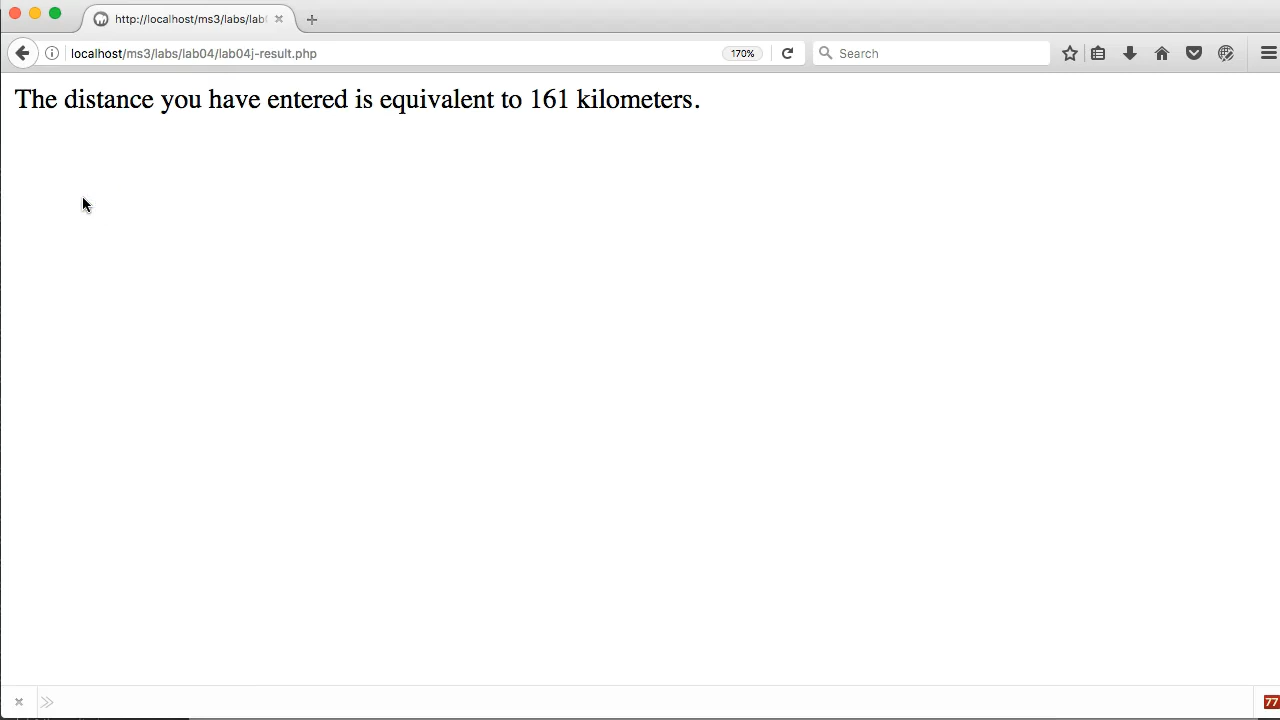 http://localhost/ms3/labs/lab
localhost/ms3/labs/lab04/lab04j-result.php
170%
Search
The distance you have entered is equivalent to 161 kilometers.
77